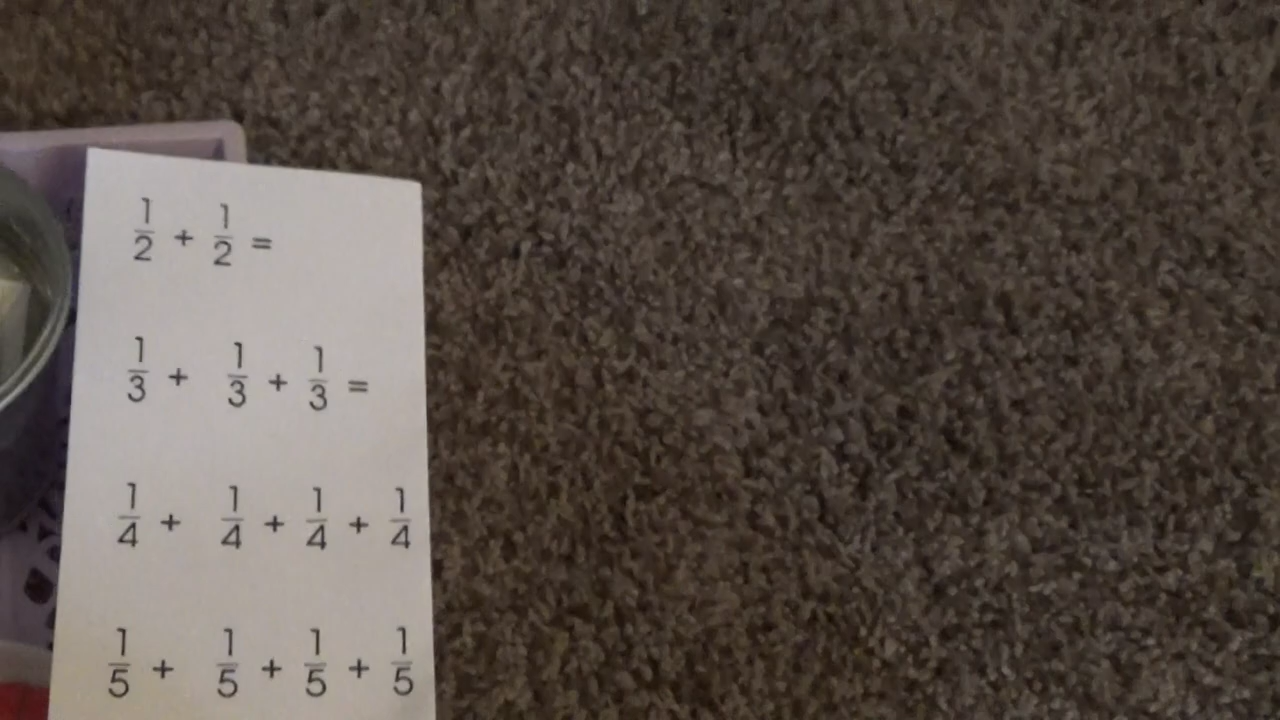 1/2 + 1/2 =
1/3 + 1/3 + 1/3 =
1/4 + 1/4 + 1/4 + 1/4
1/5 + 1/5 + 1/5 + 1/5